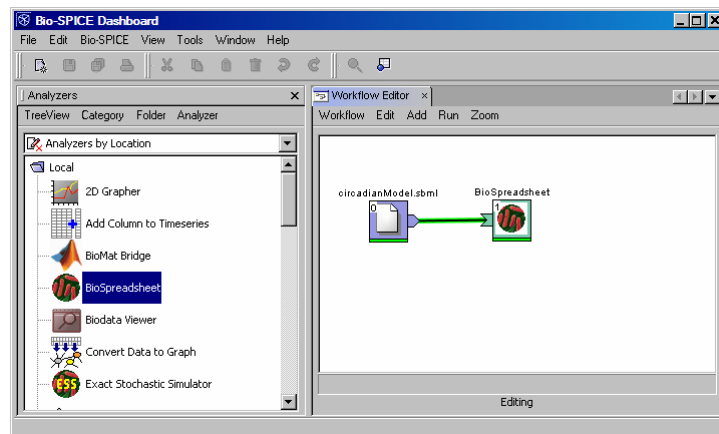 Bio-SPICE Dashboard
File Edit Bio-SPICE View Tools Window Help
Analyzers
TreeView Category Folder Analyzer
Analyzers by Location
Local
2D Grapher
Add Column to Timeseries
BioMat Bridge
BioSpreadsheet
Biodata Viewer
Convert Data to Graph
ESS Exact Stochastic Simulator
Workflow Editor
Workflow Edit Add Run Zoom
circadianModel.sbml BioSpreadsheet
0 1
Editing